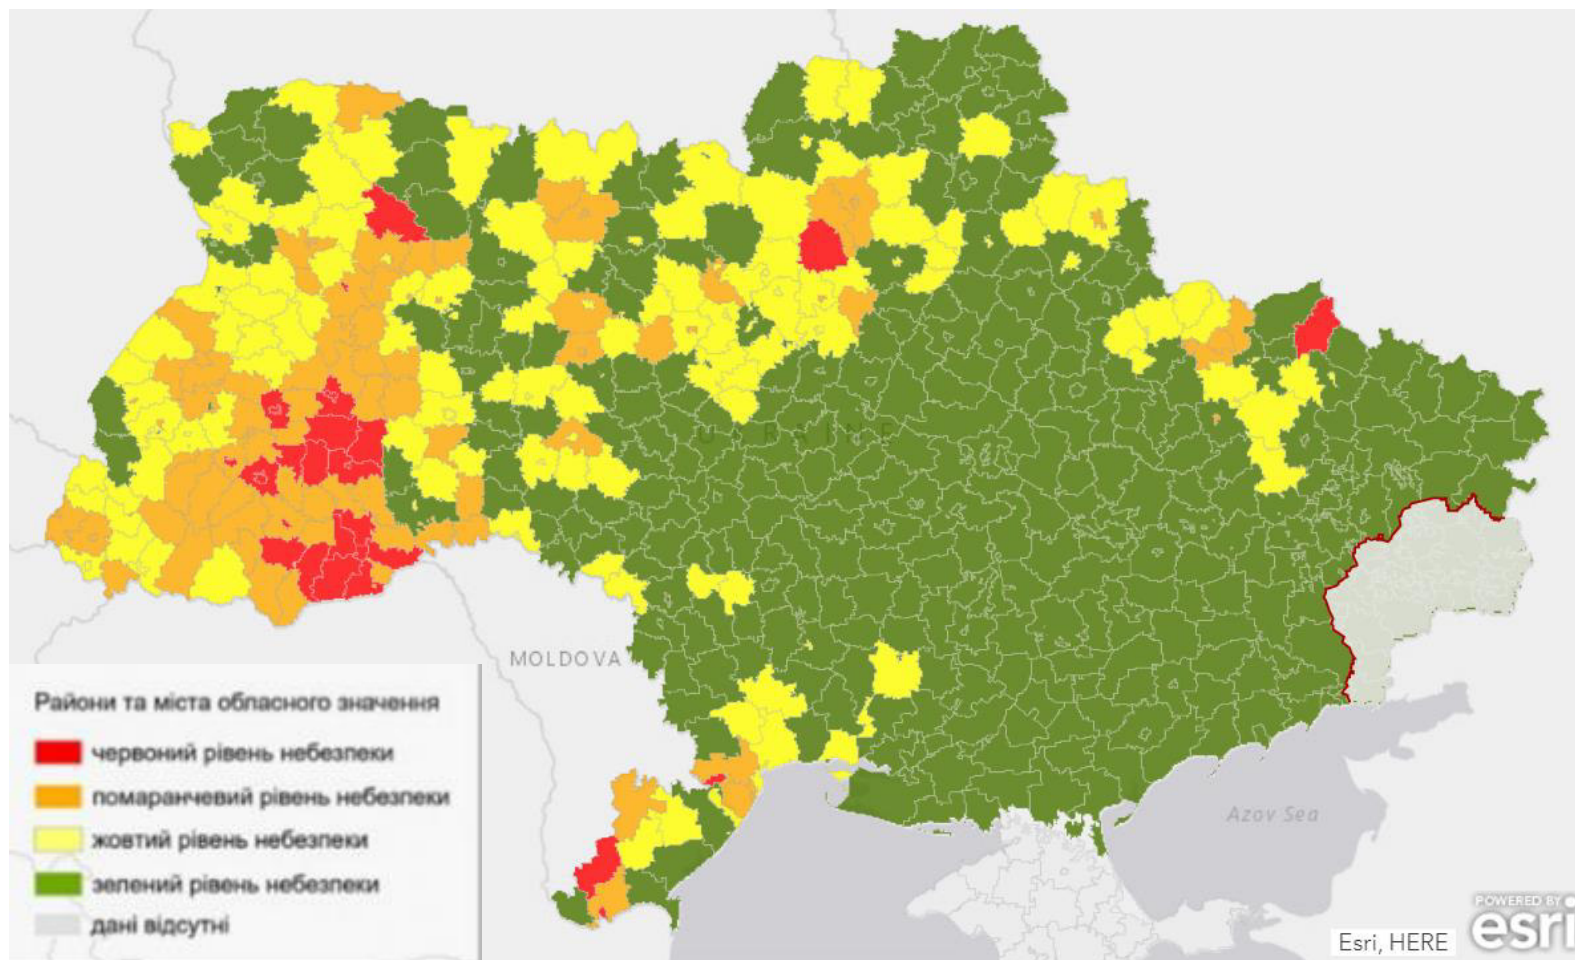 UKRAINE
MOLDOVA
Райони та міста обласного значення
червоний рівень небезпеки
помаранчевий рівень небезпеки
жовтий рівень небезпеки
зелений рівень небезпеки
дані відсутні
Azov Sea
POWERED BY
esri
Esri, HERE